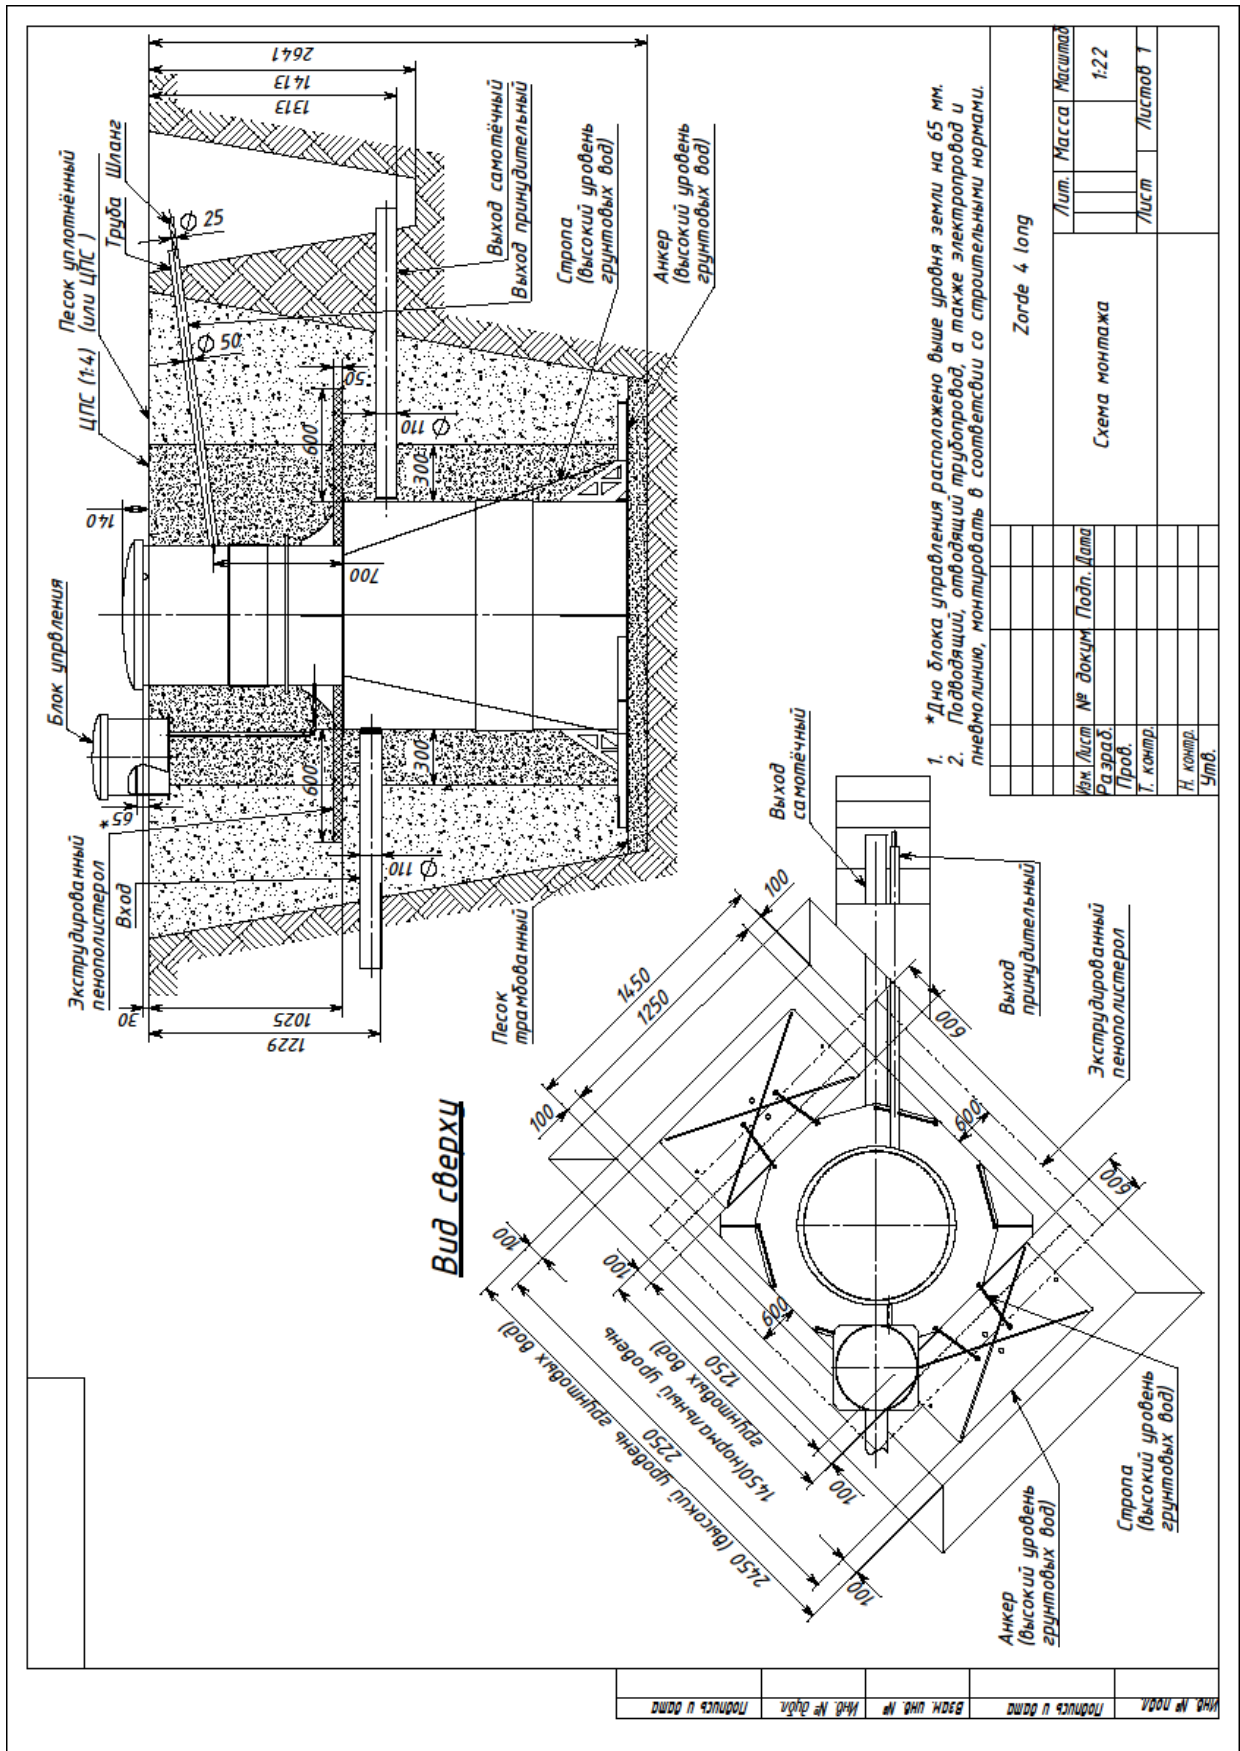 Блок упрвления
140
ЦПС (1:4)
Песок уплотнённый
(или ЦПС )
Труба
Шланг
Ø 25
Ø 50
2641
1413
1313
Выход самотёчный
Выход принудительный
Стропа
(высокий уровень
грунтовых вод)
Анкер
(высокий уровень
грунтовых вод)
65*
Экструдированный
пенополистерол
Вход
30
1025
1229
700
600
600
50
300
300
110 Ø
110 Ø
Песок
трамбованный
Вид сверху
1450
1250
100
100
100
100
100
100
600
600
600
600
2450 (высокий уровень грунтовых вод)
2250
1450(нормальный уровень
грунтовых вод)
1250
Выход
самотёчный
Выход
принудительный
Экструдированный
пенополистерол
Стропа
(высокий уровень
грунтовых вод)
Анкер
(высокий уровень
грунтовых вод)
1. *Дно блока управления расположено выше уровня земли на 65 мм.
2. Подводящий, отводящий трубопровод, а также электропровод и
пневмолинию, монтировать в соответсвии со строительными нормами.
Zorde 4 long
Схема монтажа
Лит. Масса Масштаб
1:22
Лист Листов 1
Изм. Лист № докум. Подп. Дата
Разраб.
Пров.
Т. контр.
Н. контр.
Утв.
Инв. № подл.
Подпись и дата
Взам. инв. №
Инв. № дубл.
Подпись и дата